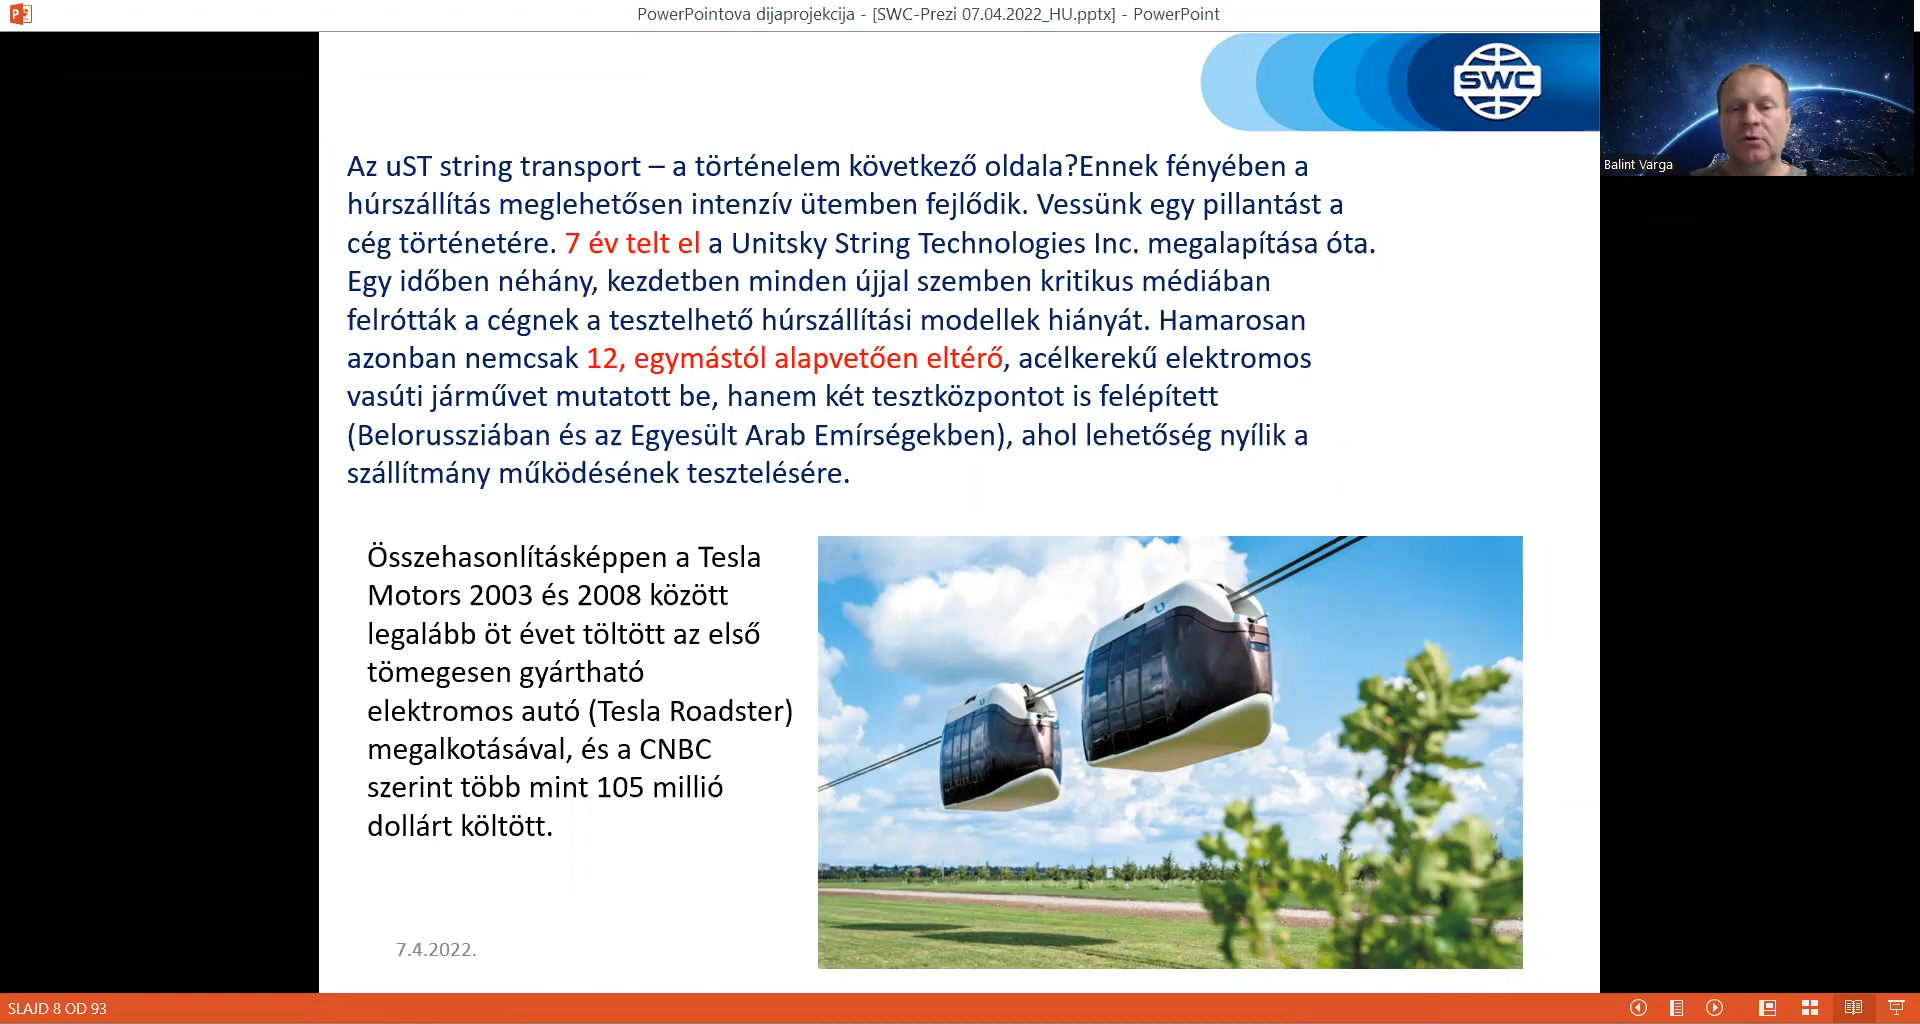 PowerPointova dijaprojekcija - [SWC-Prezi 07.04.2022_HU.pptx] - PowerPoint
SWC
Balint Varga
Az uST string transport – a történelem következő oldala?Ennek fényében a
húrszállítás meglehetősen intenzív ütemben fejlődik. Vessünk egy pillantást a
cég történetére. 7 év telt el a Unitsky String Technologies Inc. megalapítása óta.
Egy időben néhány, kezdetben minden újjal szemben kritikus médiában
felrótták a cégnek a tesztelhető húrszállítási modellek hiányát. Hamarosan
azonban nemcsak 12, egymástól alapvetően eltérő, acélkerekű elektromos
vasúti járművet mutatott be, hanem két tesztközpontot is felépített
(Belorussziában és az Egyesült Arab Emírségekben), ahol lehetőség nyílik a
szállítmány működésének tesztelésére.
Összehasonlításképpen a Tesla
Motors 2003 és 2008 között
legalább öt évet töltött az első
tömegesen gyártható
elektromos autó (Tesla Roadster)
megalkotásával, és a CNBC
szerint több mint 105 millió
dollárt költött.
7.4.2022.
SLAJD 8 OD 93